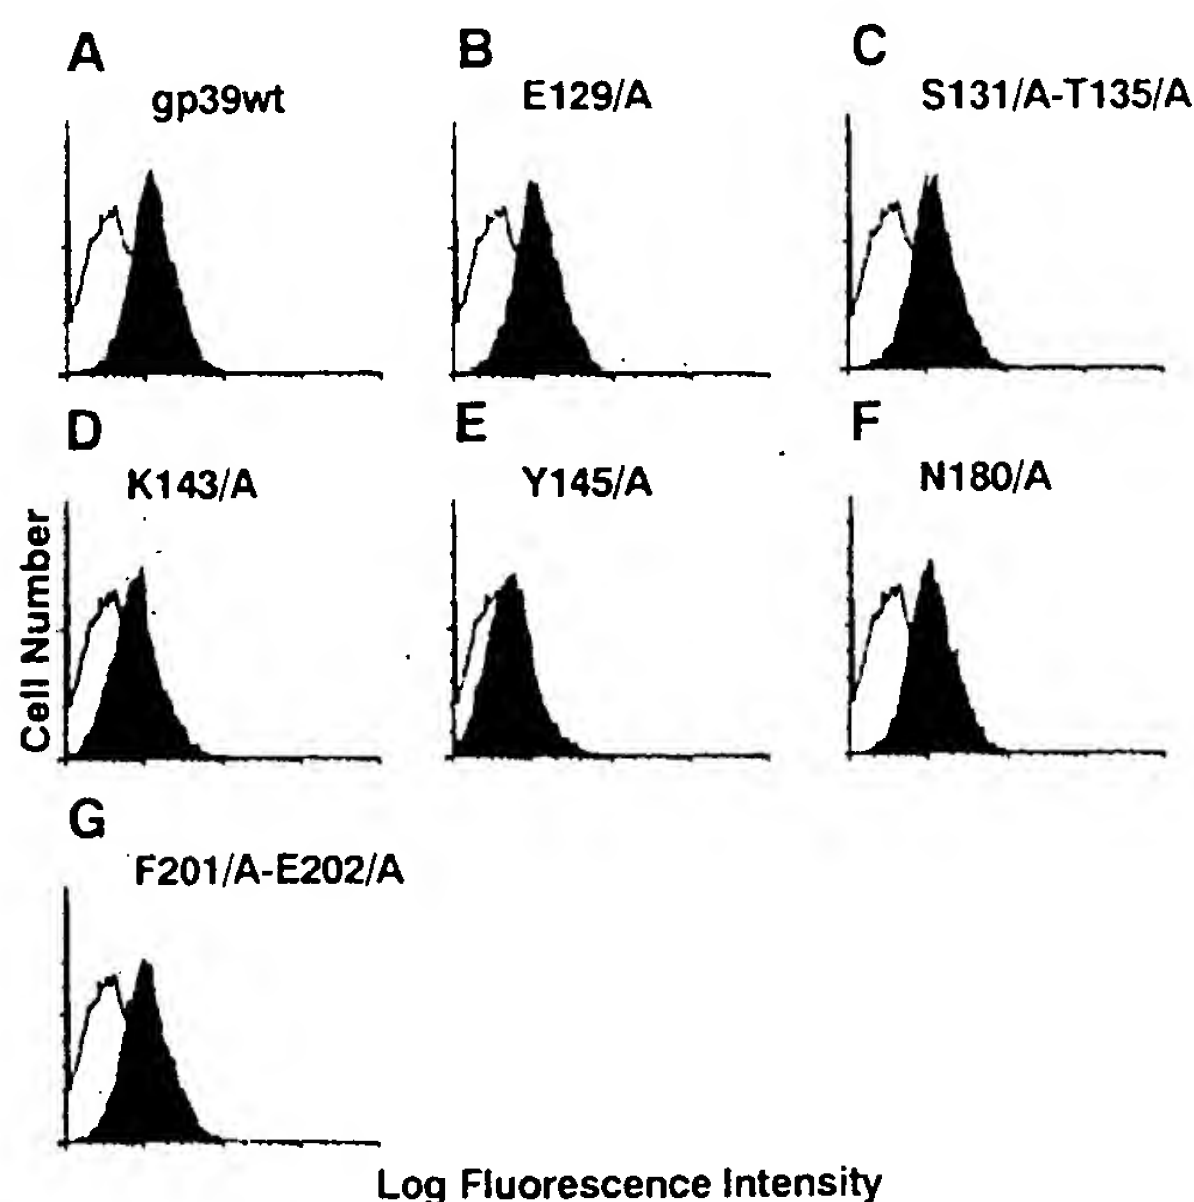 A
gp39wt
B
E129/A
C
S131/A-T135/A
D
K143/A
E
Y145/A
F
N180/A
G
F201/A-E202/A
Cell Number
Log Fluorescence Intensity